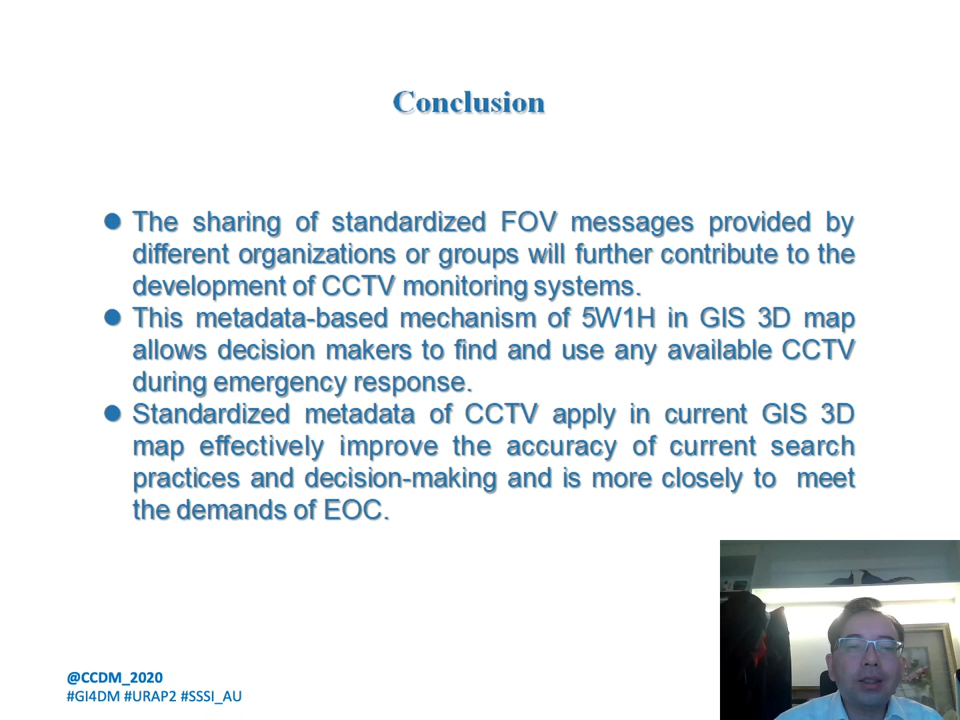 Conclusion
● The sharing of standardized FOV messages provided by
different organizations or groups will further contribute to the
development of CCTV monitoring systems.
● This metadata-based mechanism of 5W1H in GIS 3D map
allows decision makers to find and use any available CCTV
during emergency response.
● Standardized metadata of CCTV apply in current GIS 3D
map effectively improve the accuracy of current search
practices and decision-making and is more closely to  meet
the demands of EOC.
@CCDM_2020
#GI4DM #URAP2 #SSSI_AU